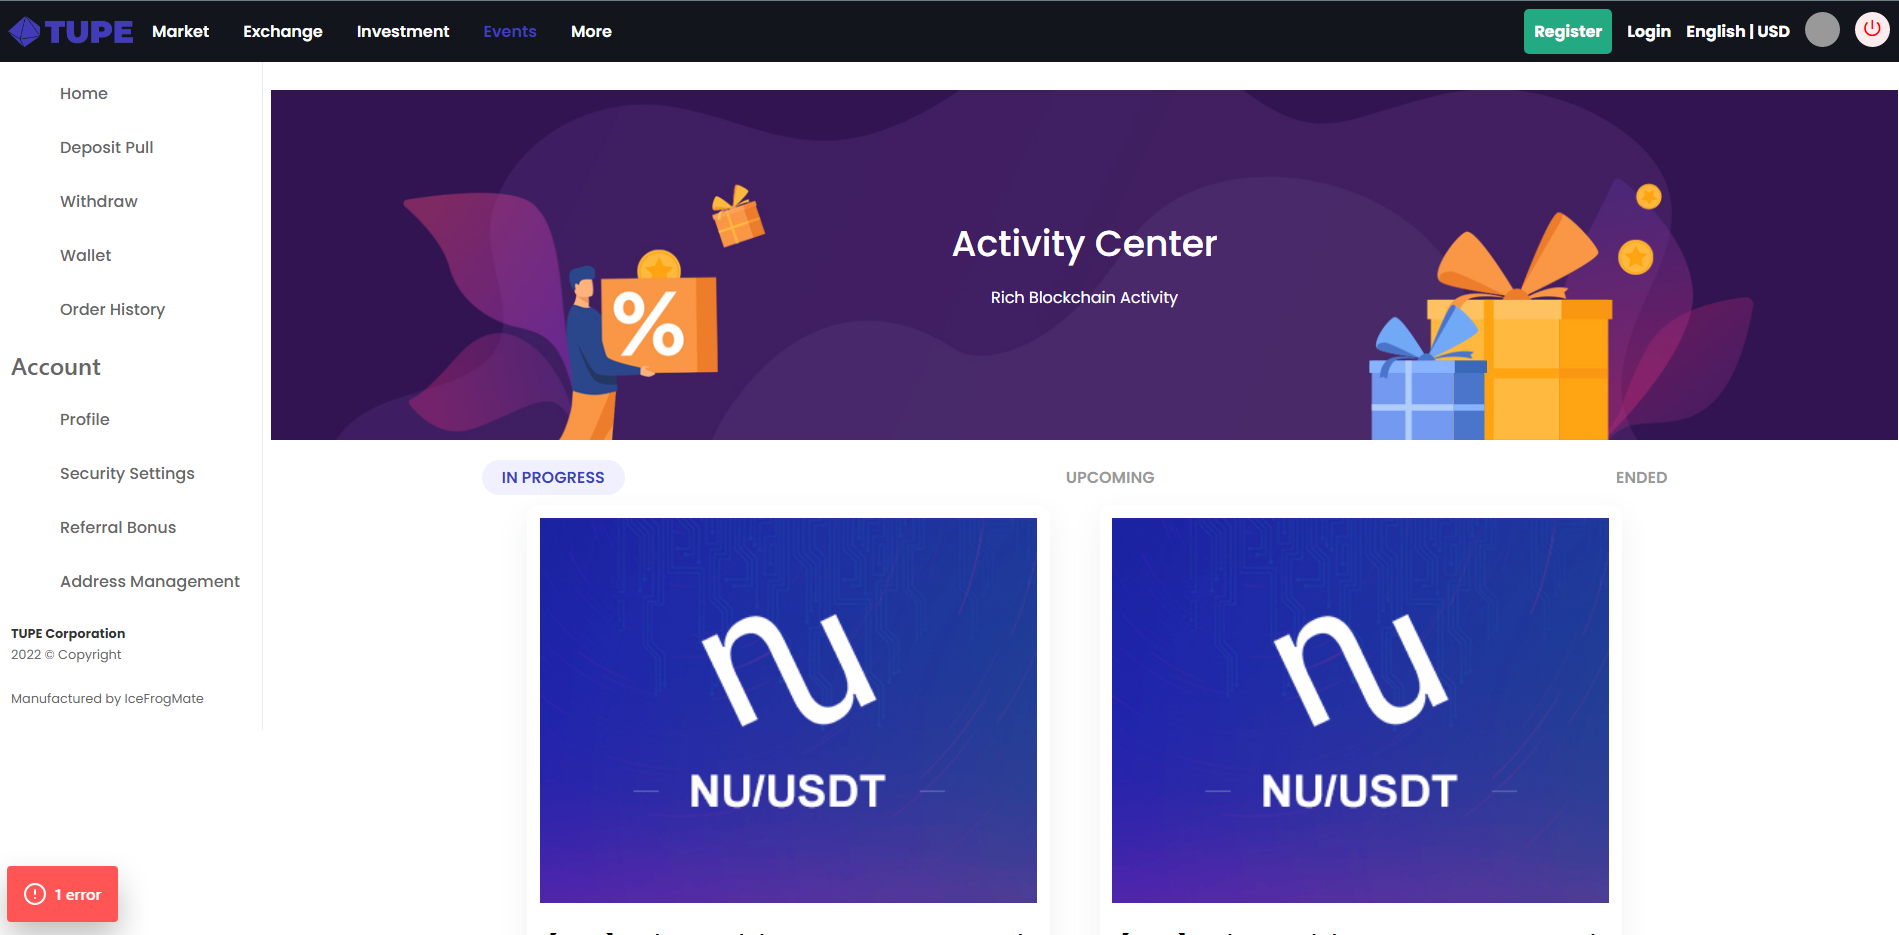 TUPE Market Exchange Investment Events More Register Login English | USD
Home
Deposit Pull
Withdraw
Wallet
Order History
Account
Profile
Security Settings
Referral Bonus
Address Management
TUPE Corporation
2022 © Copyright
Manufactured by IceFrogMate
1 error
Activity Center
Rich Blockchain Activity
%
IN PROGRESS UPCOMING ENDED
nu
NU/USDT
nu
NU/USDT